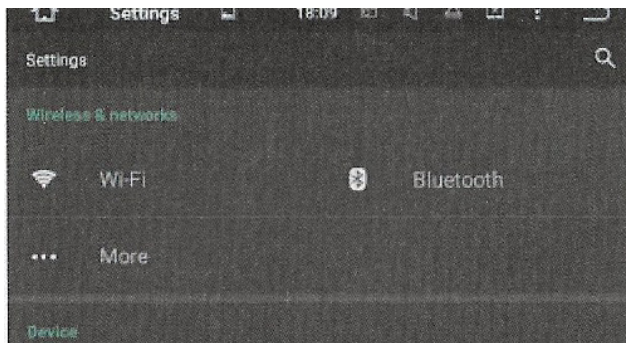 Settings 18:09
Settings
Wireless & networks
Wi-Fi Bluetooth
More
Device